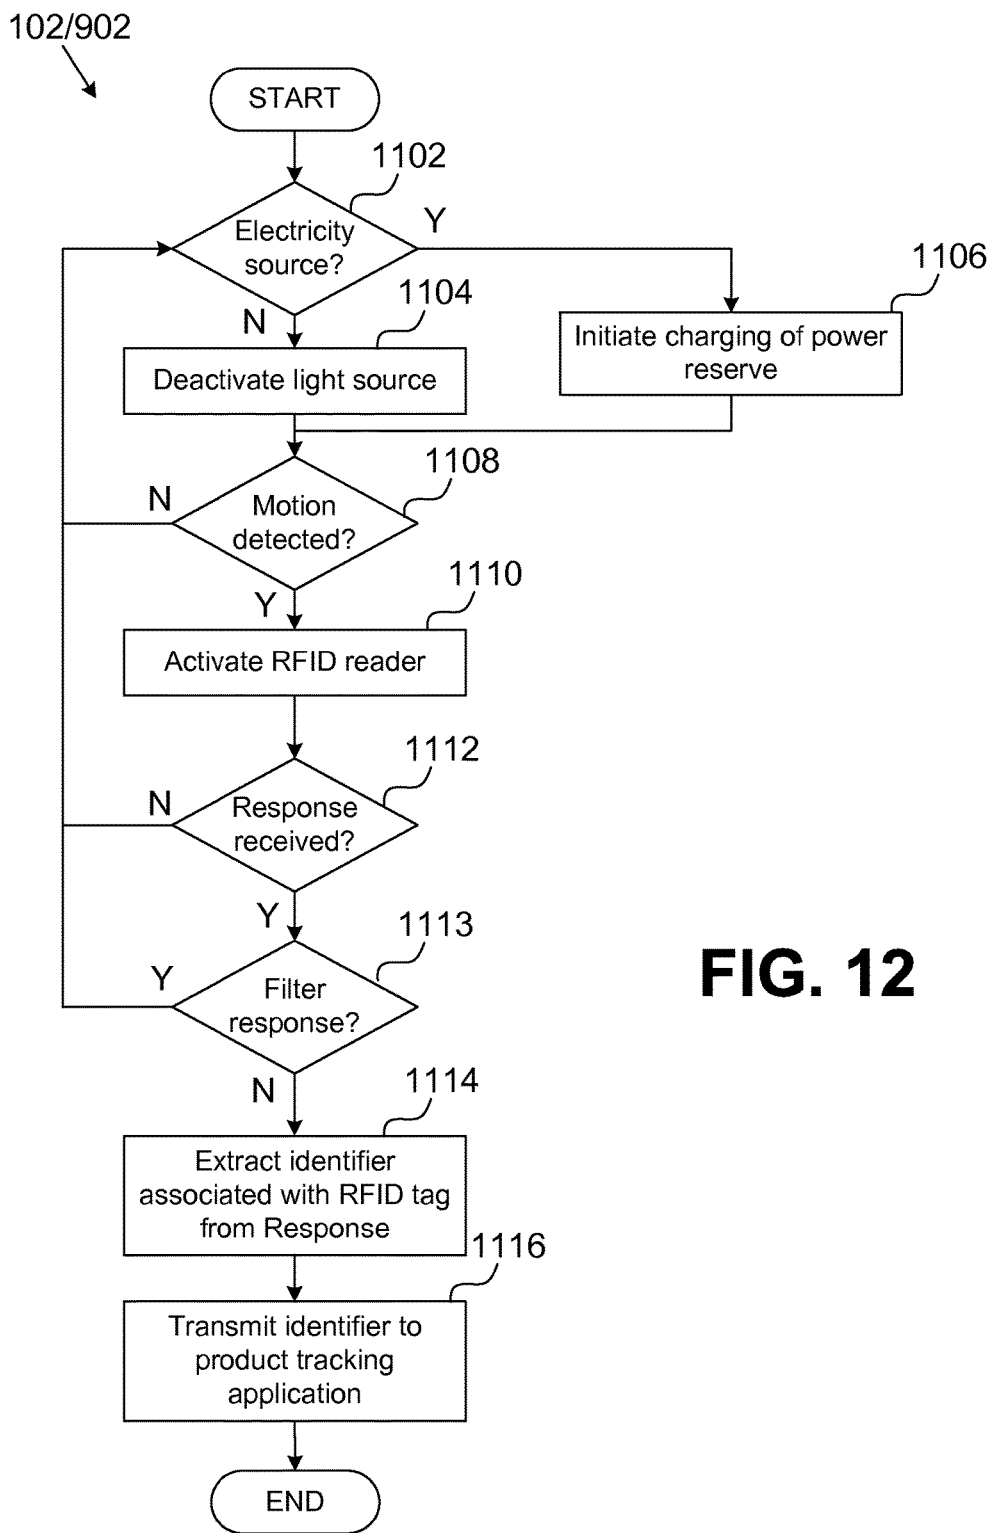 102/902
START
1102
Electricity
source?
Y
N
1104
Deactivate light source
1106
Initiate charging of power
reserve
1108
Motion
detected?
N
Y
1110
Activate RFID reader
1112
Response
received?
N
Y
1113
Filter
response?
Y
N
FIG. 12
1114
Extract identifier
associated with RFID tag
from Response
1116
Transmit identifier to
product tracking
application
END